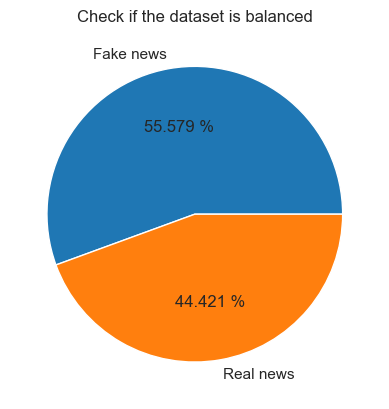 Check if the dataset is balanced
Fake news
55.579 %
44.421 %
Real news